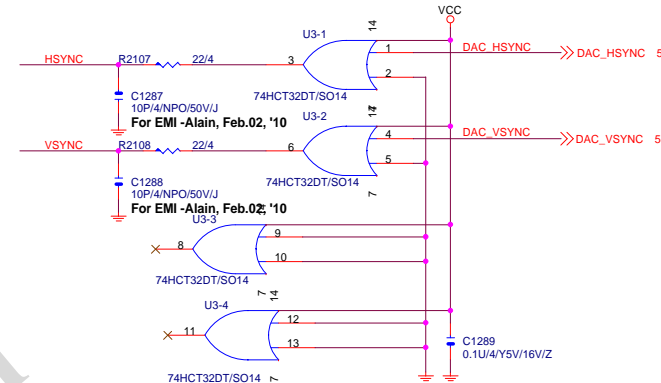 VCC
U3-1
14
HSYNC
R2107
22/4
3
1
DAC_HSYNC
DAC_HSYNC 5
2
C1287
10P/4/NPO/50V/J
74HCT32DT/SO14
For EMI -Alain, Feb.02, '10
7
14
U3-2
VSYNC
R2108
22/4
6
4
DAC_VSYNC
DAC_VSYNC 5
5
C1288
10P/4/NPO/50V/J
74HCT32DT/SO14
7
For EMI -Alain, Feb.02, '10
U3-3
8
9
10
74HCT32DT/SO14
7
14
U3-4
11
12
13
C1289
0.1U/4/Y5V/16V/Z
74HCT32DT/SO14
7